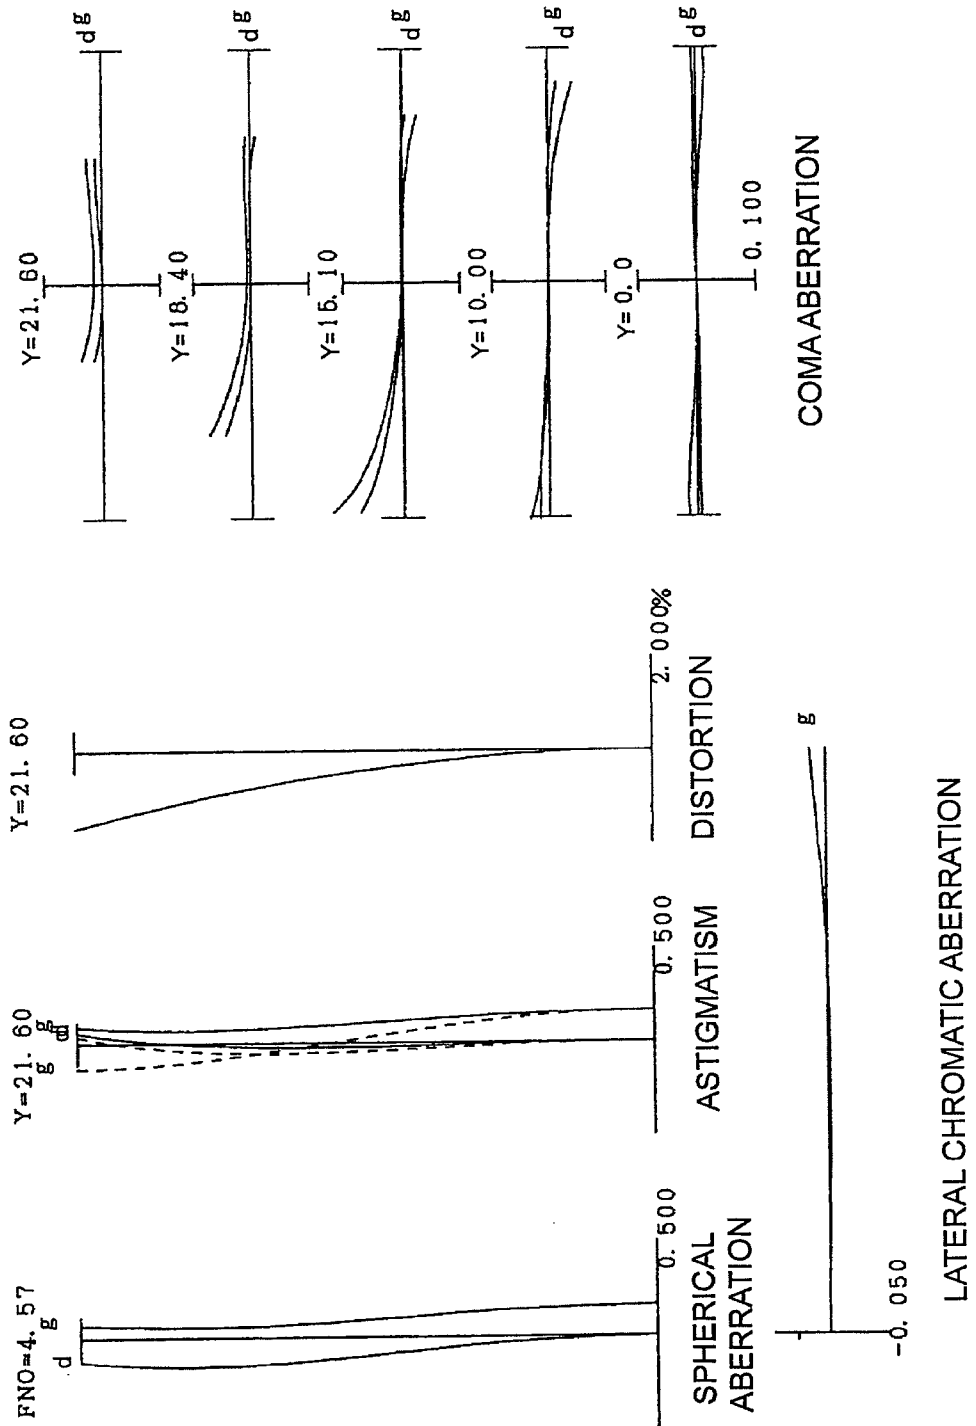 FNO=4. 57
d g
0. 500
SPHERICAL
ABERRATION
Y=21. 60
g d g
0. 500
ASTIGMATISM
Y=21. 60
2. 000%
DISTORTION
Y=21. 60
d g
Y=18. 40
d g
Y=15. 10
d g
Y=10. 00
d g
Y=0. 0
d g
0. 100
COMA ABERRATION
g
-0. 050
LATERAL CHROMATIC ABERRATION